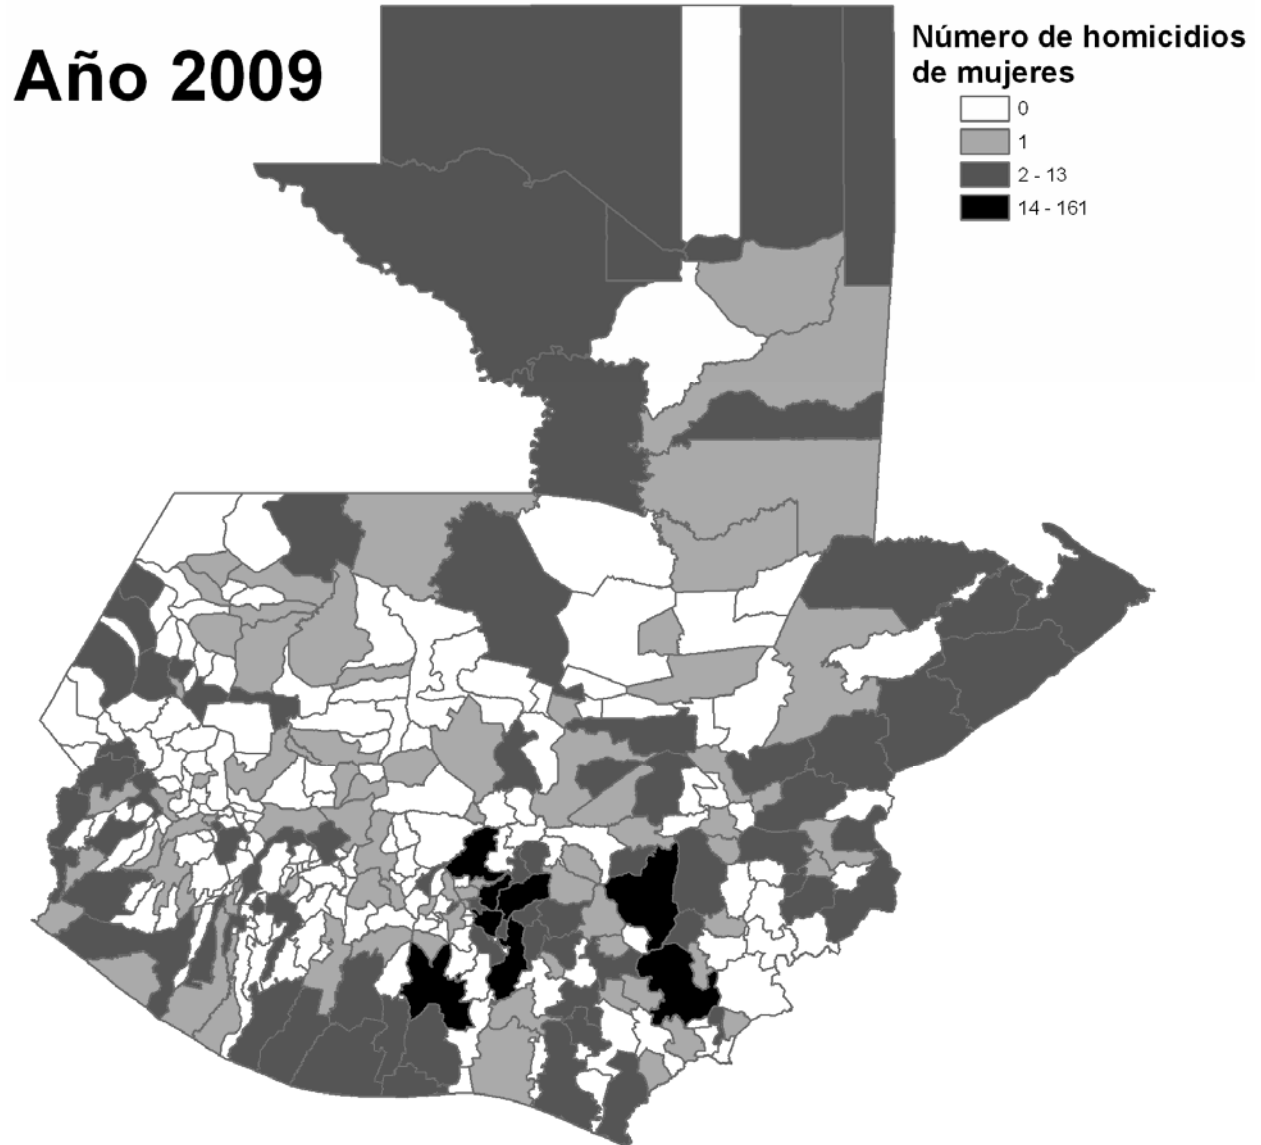 Año 2009
Número de homicidios
de mujeres
0
1
2 - 13
14 - 161